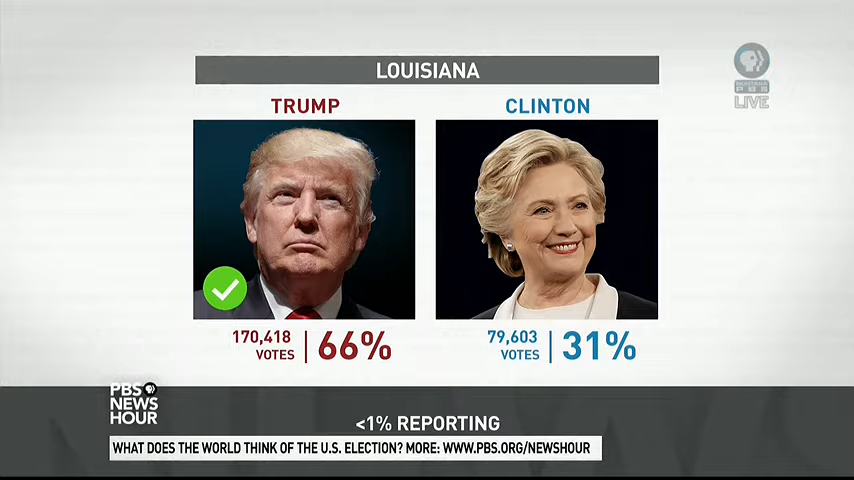 LOUISIANA
TRUMP
CLINTON
MONTANA
PBS
LIVE
170,418
VOTES
66%
79,603
VOTES
31%
PBS
NEWS
HOUR
<1% REPORTING
WHAT DOES THE WORLD THINK OF THE U.S. ELECTION? MORE: WWW.PBS.ORG/NEWSHOUR